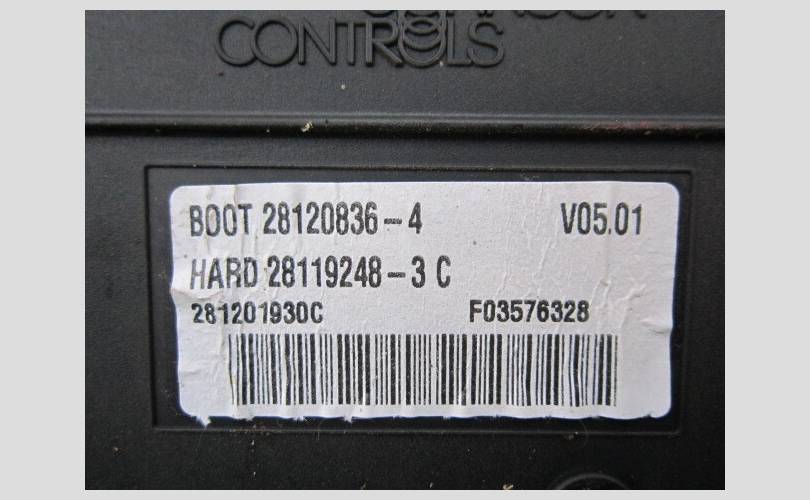 CONTROLS
BOOT 28120836-4 V05.01
HARD 28119248-3 C
281201930C F03576328